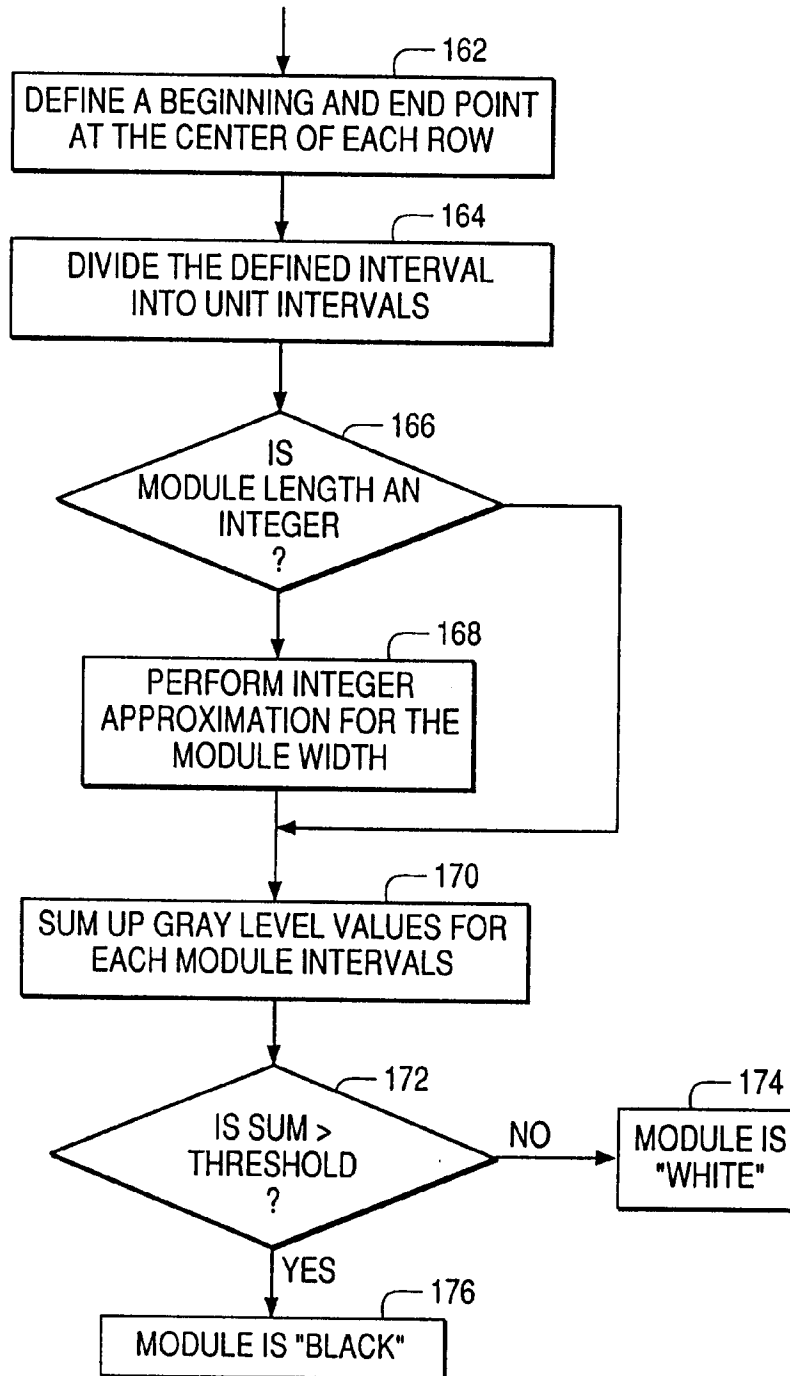 162
DEFINE A BEGINNING AND END POINT
AT THE CENTER OF EACH ROW
164
DIVIDE THE DEFINED INTERVAL
INTO UNIT INTERVALS
166
IS
MODULE LENGTH AN
INTEGER
?
168
PERFORM INTEGER
APPROXIMATION FOR THE
MODULE WIDTH
170
SUM UP GRAY LEVEL VALUES FOR
EACH MODULE INTERVALS
172
IS SUM >
THRESHOLD
?
NO
174
MODULE IS
"WHITE"
YES
176
MODULE IS "BLACK"